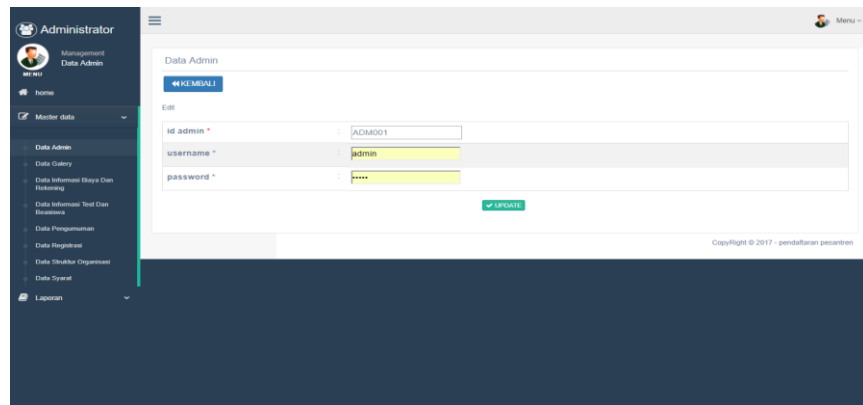 Administrator
Menu
Management
Data Admin
MENU
home
Master data
Data Admin
Data Galery
Data Informasi Biaya Dan
Rekening
Data Informasi Test Dan
Beasiswa
Data Pengumuman
Data Registrasi
Data Struktur Organisasi
Data Syarat
Laporan
Data Admin
KEMBALI
Edit
id admin * : ADM001
username * : admin
password * : •••••
UPDATE
CopyRight © 2017 - pendaftaran pesantren